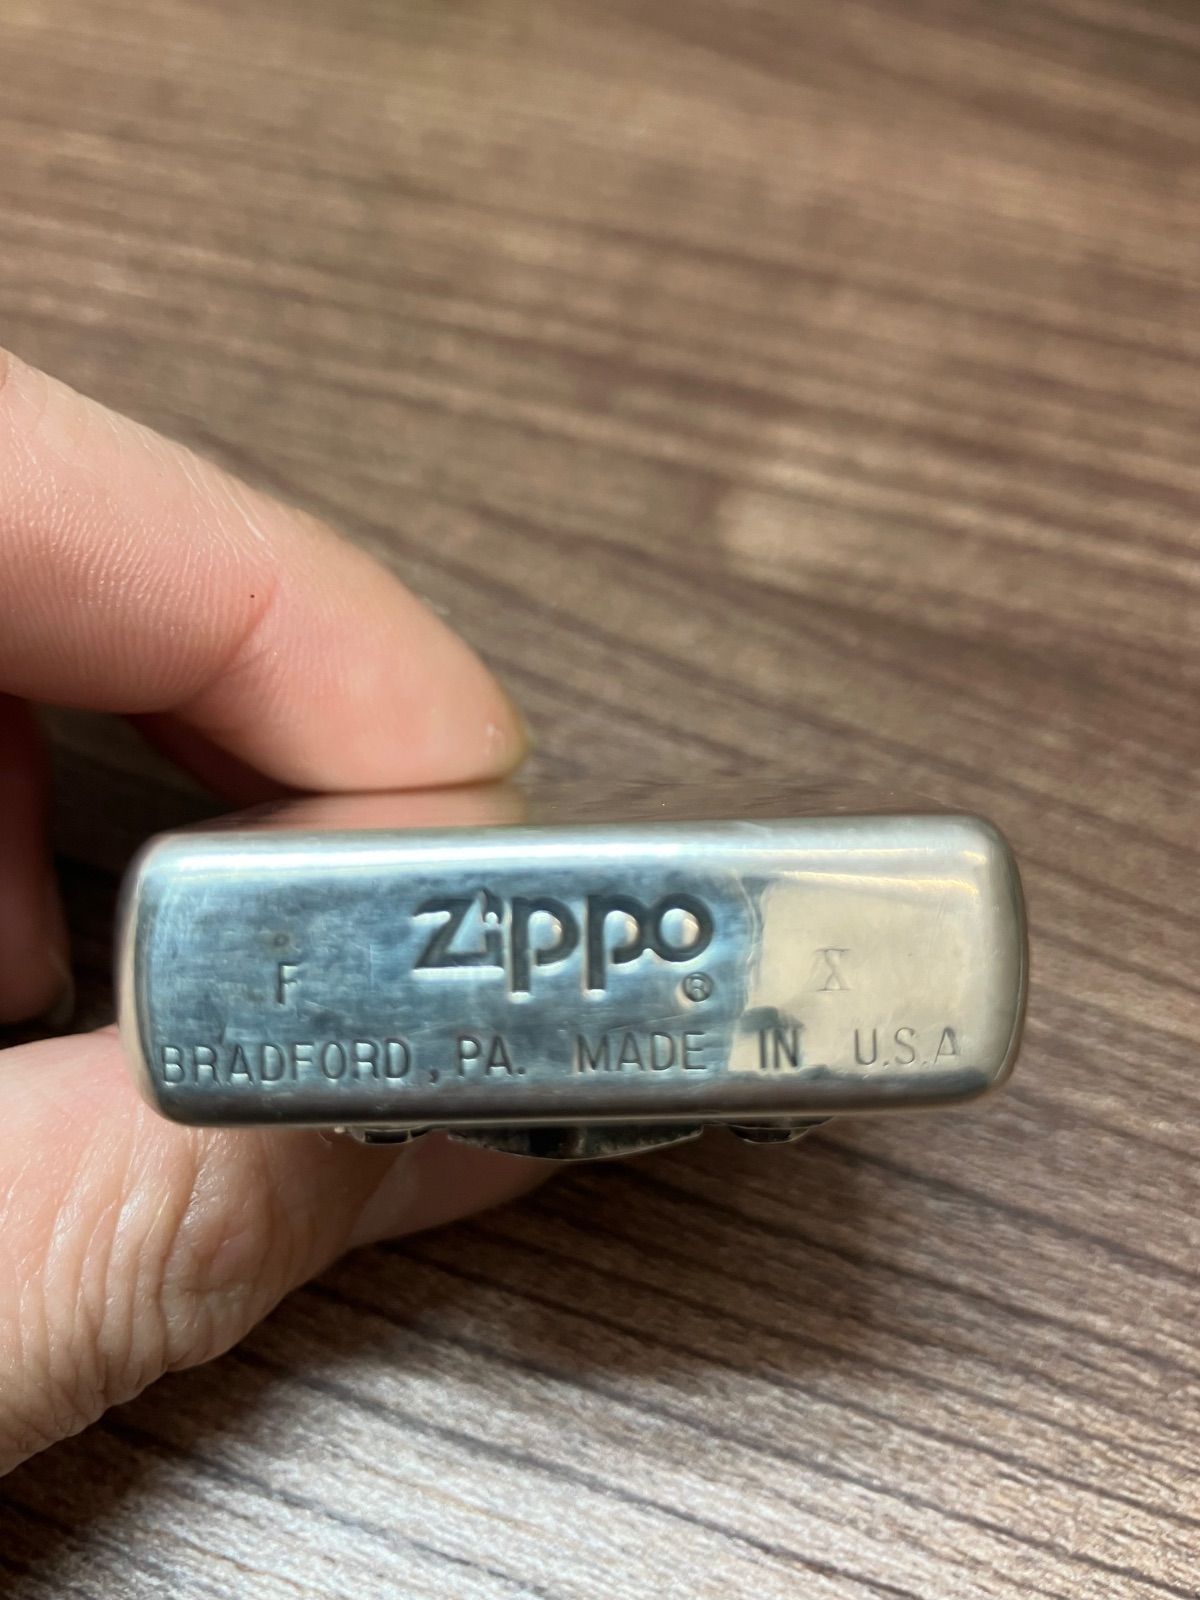 F zippo® X
BRADFORD, PA. MADE IN U.S.A